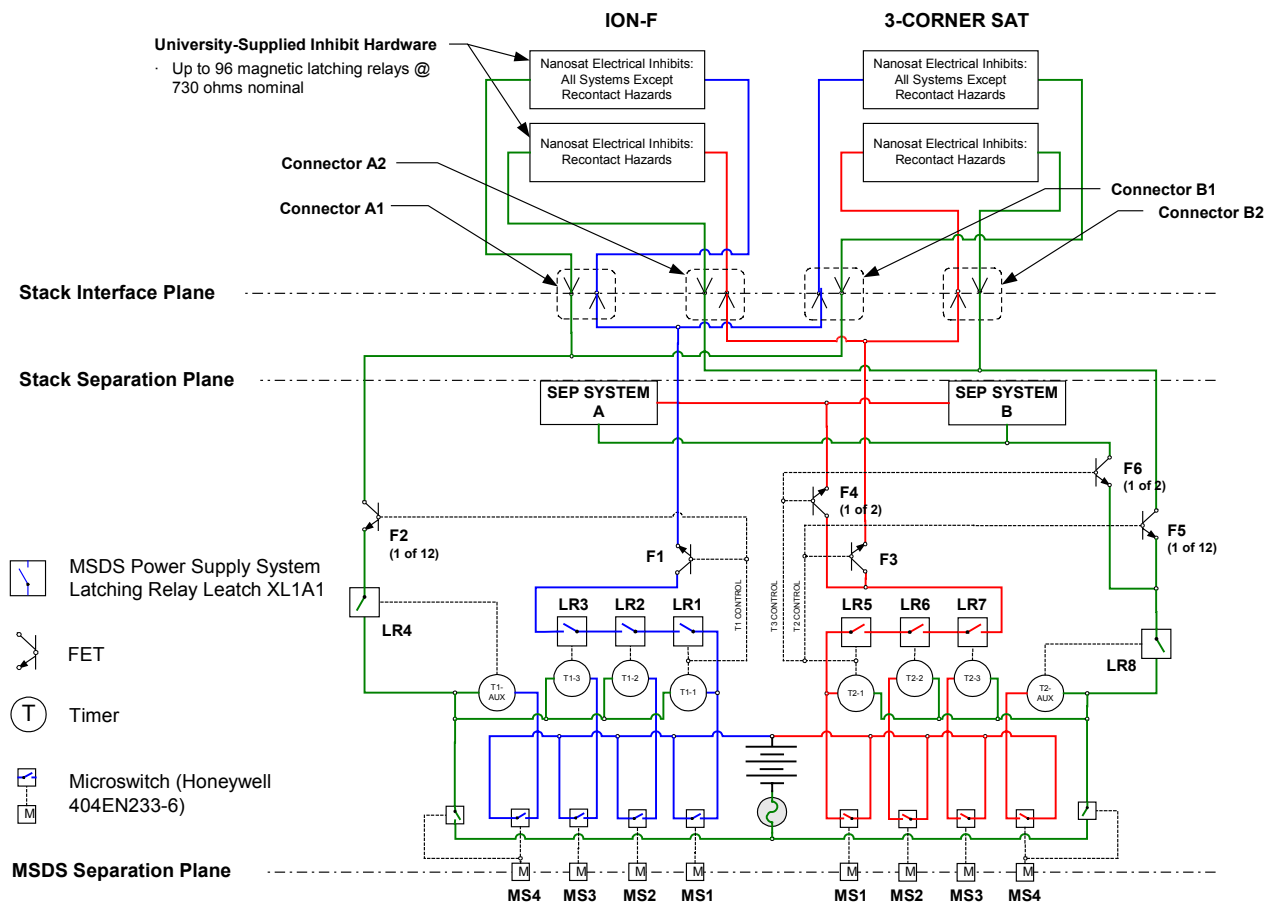 ION-F
3-CORNER SAT
University-Supplied Inhibit Hardware
· Up to 96 magnetic latching relays @
730 ohms nominal
Nanosat Electrical Inhibits:
All Systems Except
Recontact Hazards
Nanosat Electrical Inhibits:
All Systems Except
Recontact Hazards
Nanosat Electrical Inhibits:
Recontact Hazards
Nanosat Electrical Inhibits:
Recontact Hazards
Connector A2
Connector A1
Connector B1
Connector B2
Stack Interface Plane
Stack Separation Plane
SEP SYSTEM
A
SEP SYSTEM
B
F2
(1 of 12)
F1
F4
(1 of 2)
F3
F6
(1 of 2)
F5
(1 of 12)
T1 CONTROL
T3 CONTROL
T2 CONTROL
MSDS Power Supply System
Latching Relay Leatch XL1A1
FET
T
Timer
Microswitch (Honeywell
404EN233-6)
M
LR4
LR3
LR2
LR1
LR5
LR6
LR7
LR8
T1-
AUX
T1-3
T1-2
T1-1
T2-1
T2-2
T2-3
T2-
AUX
MSDS Separation Plane
M
M
M
M
M
M
M
M
MS4
MS3
MS2
MS1
MS1
MS2
MS3
MS4